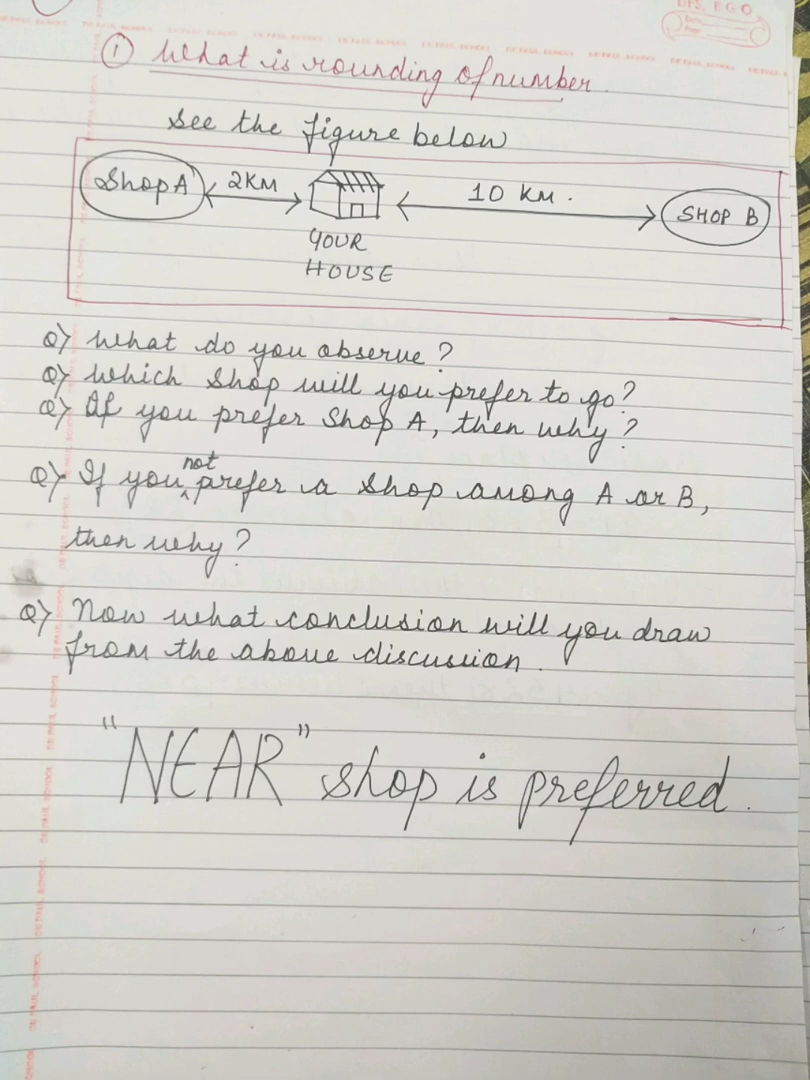 ① What is rounding of number
See the figure below
Shop A 2KM 10 KM. SHOP B
YOUR
HOUSE
Q) What do you observe?
Q) Which Shop will you prefer to go?
Q) If you prefer Shop A, then why?
Q) If you not prefer a Shop among A or B,
then why?
Q) Now what conclusion will you draw
from the above discussion.
"NEAR" shop is preferred.